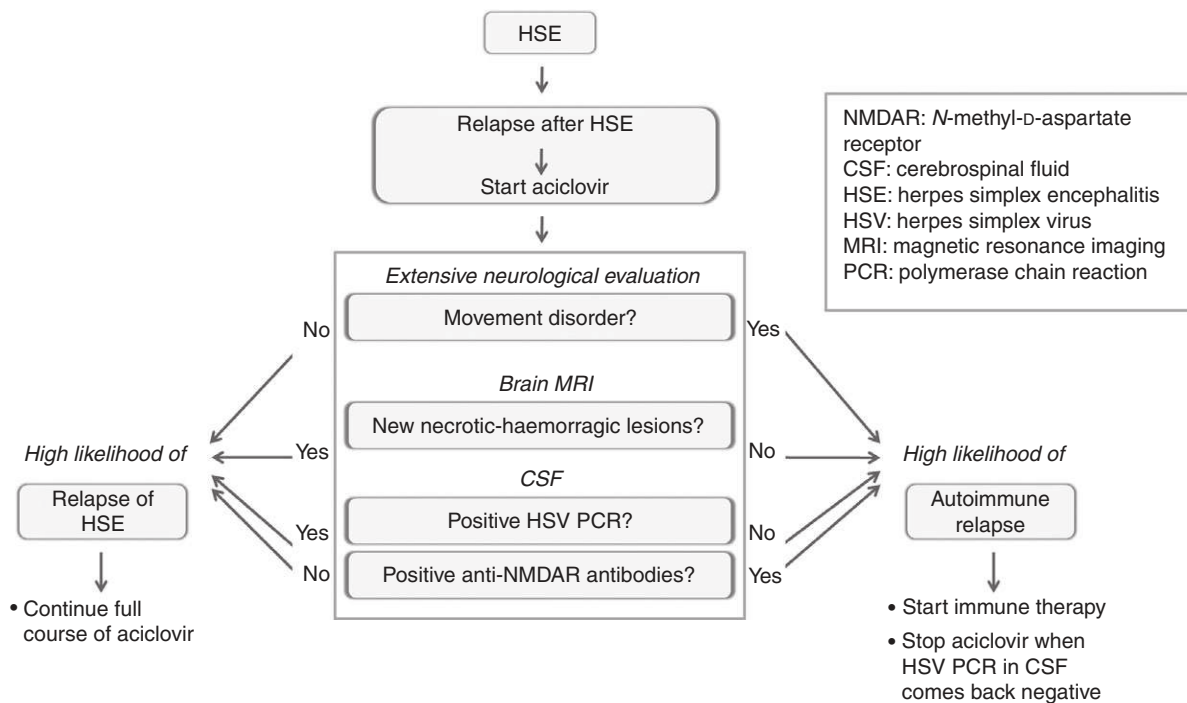 HSE
Relapse after HSE
Start aciclovir
NMDAR: N-methyl-D-aspartate
receptor
CSF: cerebrospinal fluid
HSE: herpes simplex encephalitis
HSV: herpes simplex virus
MRI: magnetic resonance imaging
PCR: polymerase chain reaction
Extensive neurological evaluation
No
Movement disorder?
Yes
Brain MRI
Yes
New necrotic-haemorragic lesions?
No
CSF
Yes
Positive HSV PCR?
No
No
Positive anti-NMDAR antibodies?
Yes
High likelihood of
Relapse of
HSE
• Continue full
course of aciclovir
High likelihood of
Autoimmune
relapse
• Start immune therapy
• Stop aciclovir when
HSV PCR in CSF
comes back negative